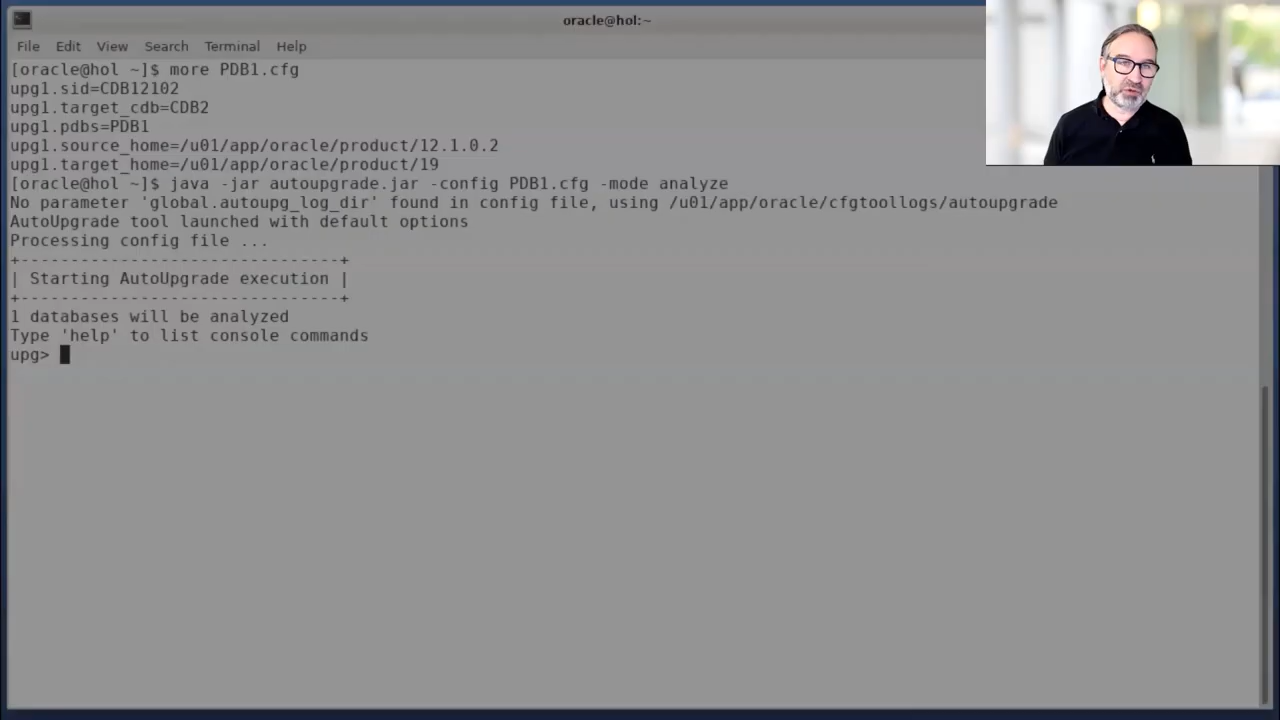 oracle@hol:~
File Edit View Search Terminal Help
[oracle@hol ~]$ more PDB1.cfg
upg1.sid=CDB12102
upg1.target_cdb=CDB2
upg1.pdbs=PDB1
upg1.source_home=/u01/app/oracle/product/12.1.0.2
upg1.target_home=/u01/app/oracle/product/19
[oracle@hol ~]$ java -jar autoupgrade.jar -config PDB1.cfg -mode analyze
No parameter 'global.autoupg_log_dir' found in config file, using /u01/app/oracle/cfgtoollogs/autoupgrade
AutoUpgrade tool launched with default options
Processing config file ...
+--------------------------------+
| Starting AutoUpgrade execution |
+--------------------------------+
1 databases will be analyzed
Type 'help' to list console commands
upg>